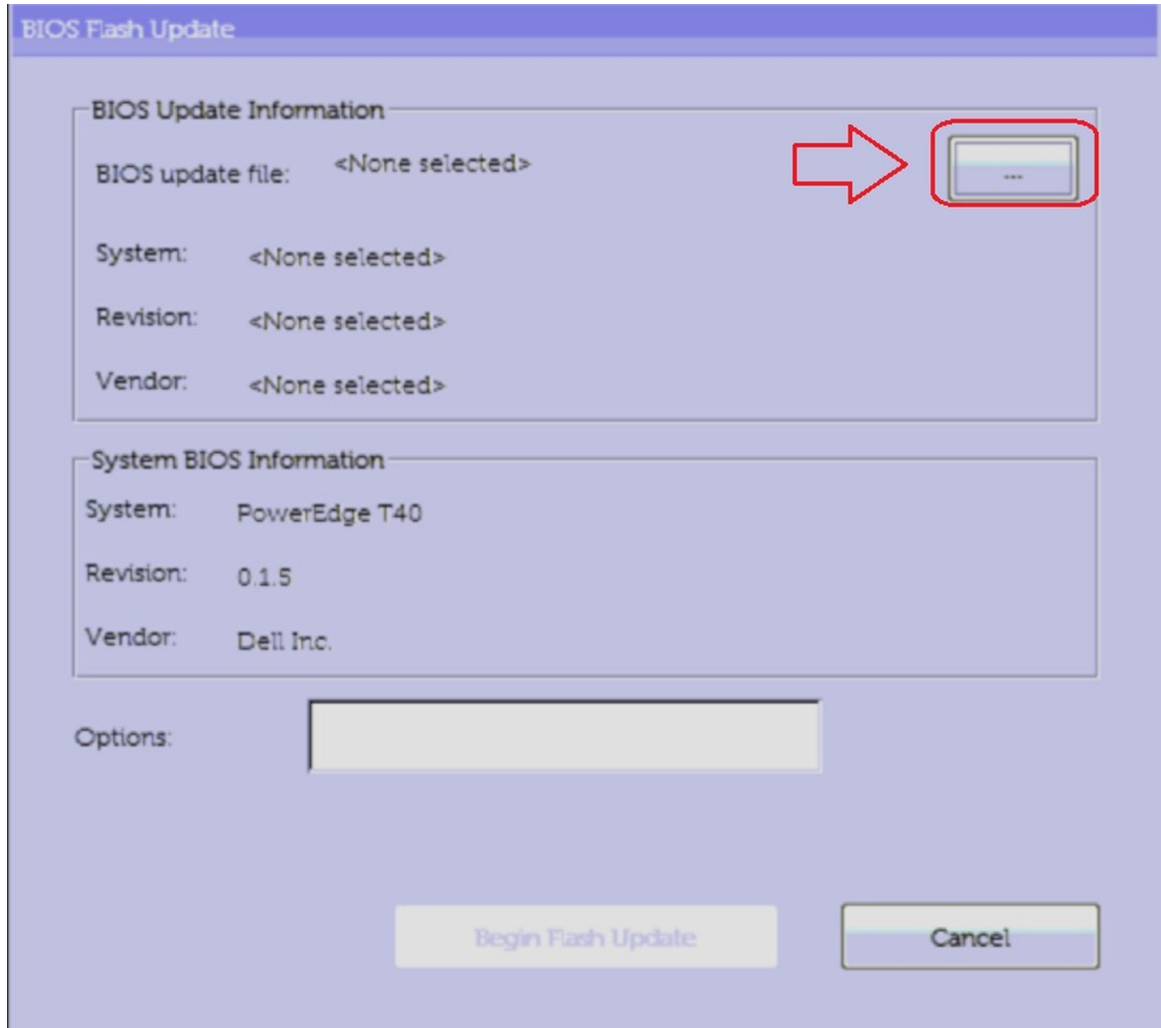 BIOS Flash Update
BIOS Update Information
BIOS update file: <None selected>
...
System: <None selected>
Revision: <None selected>
Vendor: <None selected>
System BIOS Information
System: PowerEdge T40
Revision: 0.1.5
Vendor: Dell Inc.
Options:
Begin Flash Update
Cancel